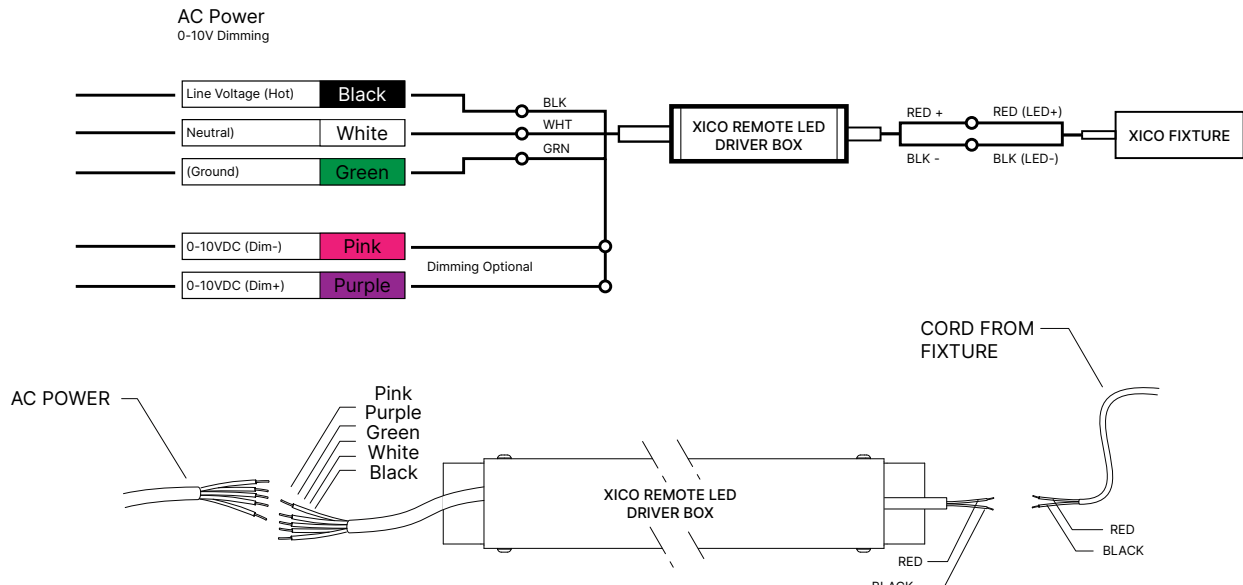 AC Power
0-10V Dimming
Line Voltage (Hot) Black
Neutral) White
(Ground) Green
0-10VDC (Dim-) Pink
0-10VDC (Dim+) Purple
Dimming Optional
BLK
WHT
GRN
XICO REMOTE LED
DRIVER BOX
RED +
BLK -
RED (LED+)
BLK (LED-)
XICO FIXTURE
CORD FROM
FIXTURE
AC POWER
Pink
Purple
Green
White
Black
XICO REMOTE LED
DRIVER BOX
RED
BLACK
RED
BLACK